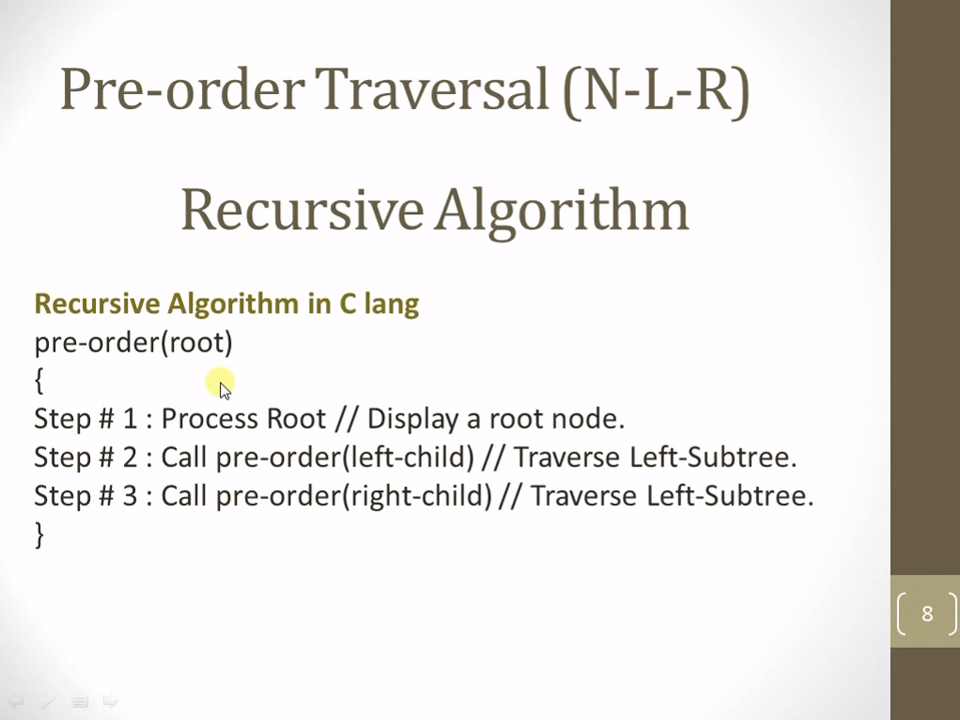 Pre-order Traversal (N-L-R)
Recursive Algorithm
Recursive Algorithm in C lang
pre-order(root)
{
Step # 1 : Process Root // Display a root node.
Step # 2 : Call pre-order(left-child) // Traverse Left-Subtree.
Step # 3 : Call pre-order(right-child) // Traverse Left-Subtree.
}
8